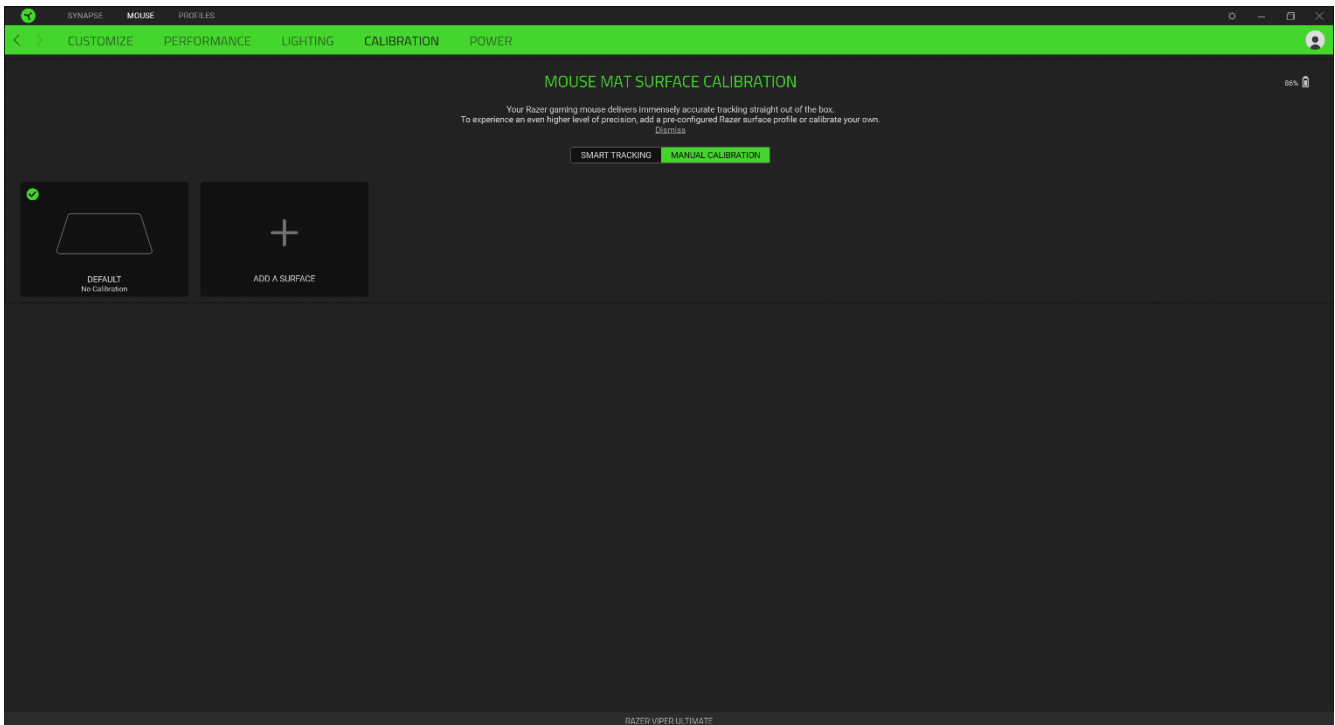 SYNAPSE MOUSE PROFILES
CUSTOMIZE PERFORMANCE LIGHTING CALIBRATION POWER
MOUSE MAT SURFACE CALIBRATION
86%
Your Razer gaming mouse delivers immensely accurate tracking straight out of the box.
To experience an even higher level of precision, add a pre-configured Razer surface profile or calibrate your own.
Dismiss
SMART TRACKING MANUAL CALIBRATION
DEFAULT
No Calibration
ADD A SURFACE
RAZER VIPER ULTIMATE